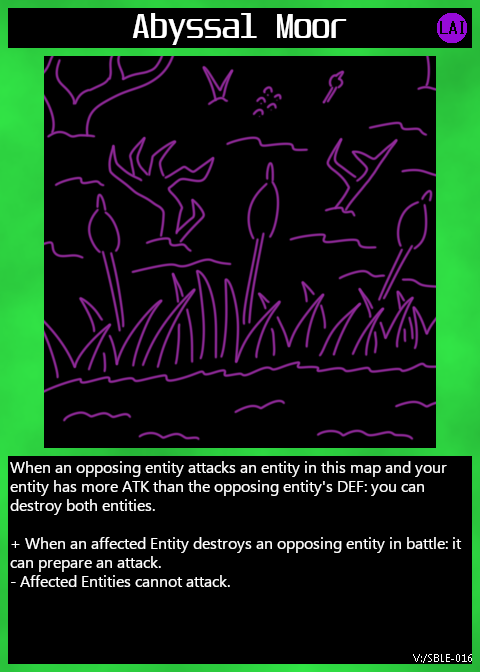 Abyssal Moor
LAI
When an opposing entity attacks an entity in this map and your
entity has more ATK than the opposing entity's DEF: you can
destroy both entities.
+ When an affected Entity destroys an opposing entity in battle: it
can prepare an attack.
- Affected Entities cannot attack.
V:/SBLE-016